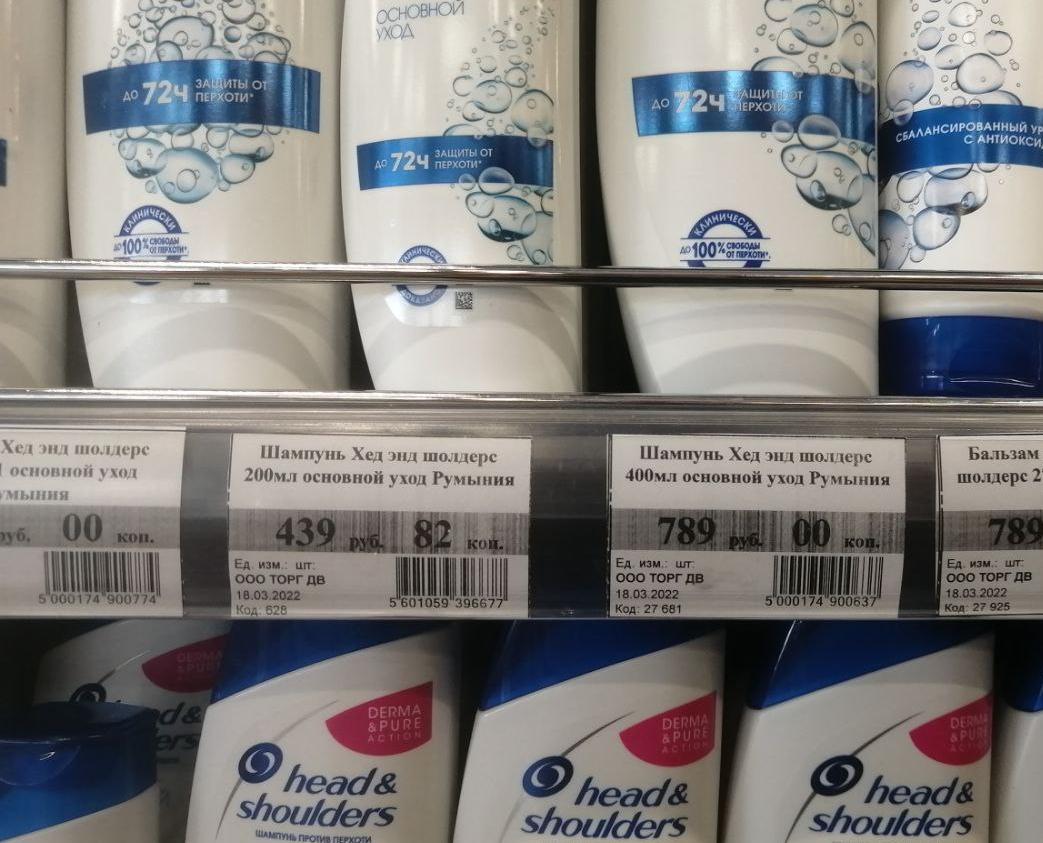 ДО 72ч ЗАЩИТЫ ОТ
ПЕРХОТИ*
КЛИНИЧЕСКИ
ДО 100% СВОБОДЫ
ОТ ПЕРХОТИ*
ОСНОВНОЙ
УХОД
ДО 72ч ЗАЩИТЫ ОТ
ПЕРХОТИ*
ДО 72ч ЗАЩИТЫ ОТ
ПЕРХОТИ*
КЛИНИЧЕСКИ
ДО 100% СВОБОДЫ
ОТ ПЕРХОТИ*
СБАЛАНСИРОВАННЫЙ
С
Хед энд шолдерс
основной уход
00 коп.
5 000174 900774
Шампунь Хед энд шолдерс
200мл основной уход Румыния
439 руб. 82 коп.
Ед. изм.: шт:
ООО ТОРГ ДВ
18.03.2022
Код: 628
5 601059 396677
Шампунь Хед энд шолдерс
400мл основной уход Румыния
789 руб. 00 коп.
Ед. изм.: шт:
ООО ТОРГ ДВ
18.03.2022
Код: 27 681
5 000174 900637
Бальзам
шолдерс
789
Ед. изм.: шт:
ООО ТОРГ ДВ
18.03.2022
Код: 27 925
DERMA
&PURE
DERMA
&PURE
ACTION
head&
shoulders
ШАМПУНЬ ПРОТИВ ПЕРХОТИ
DERMA
&PURE
ACTION
head&
shoulders
DERMA
&PURE
ACTION
head&
shoulders